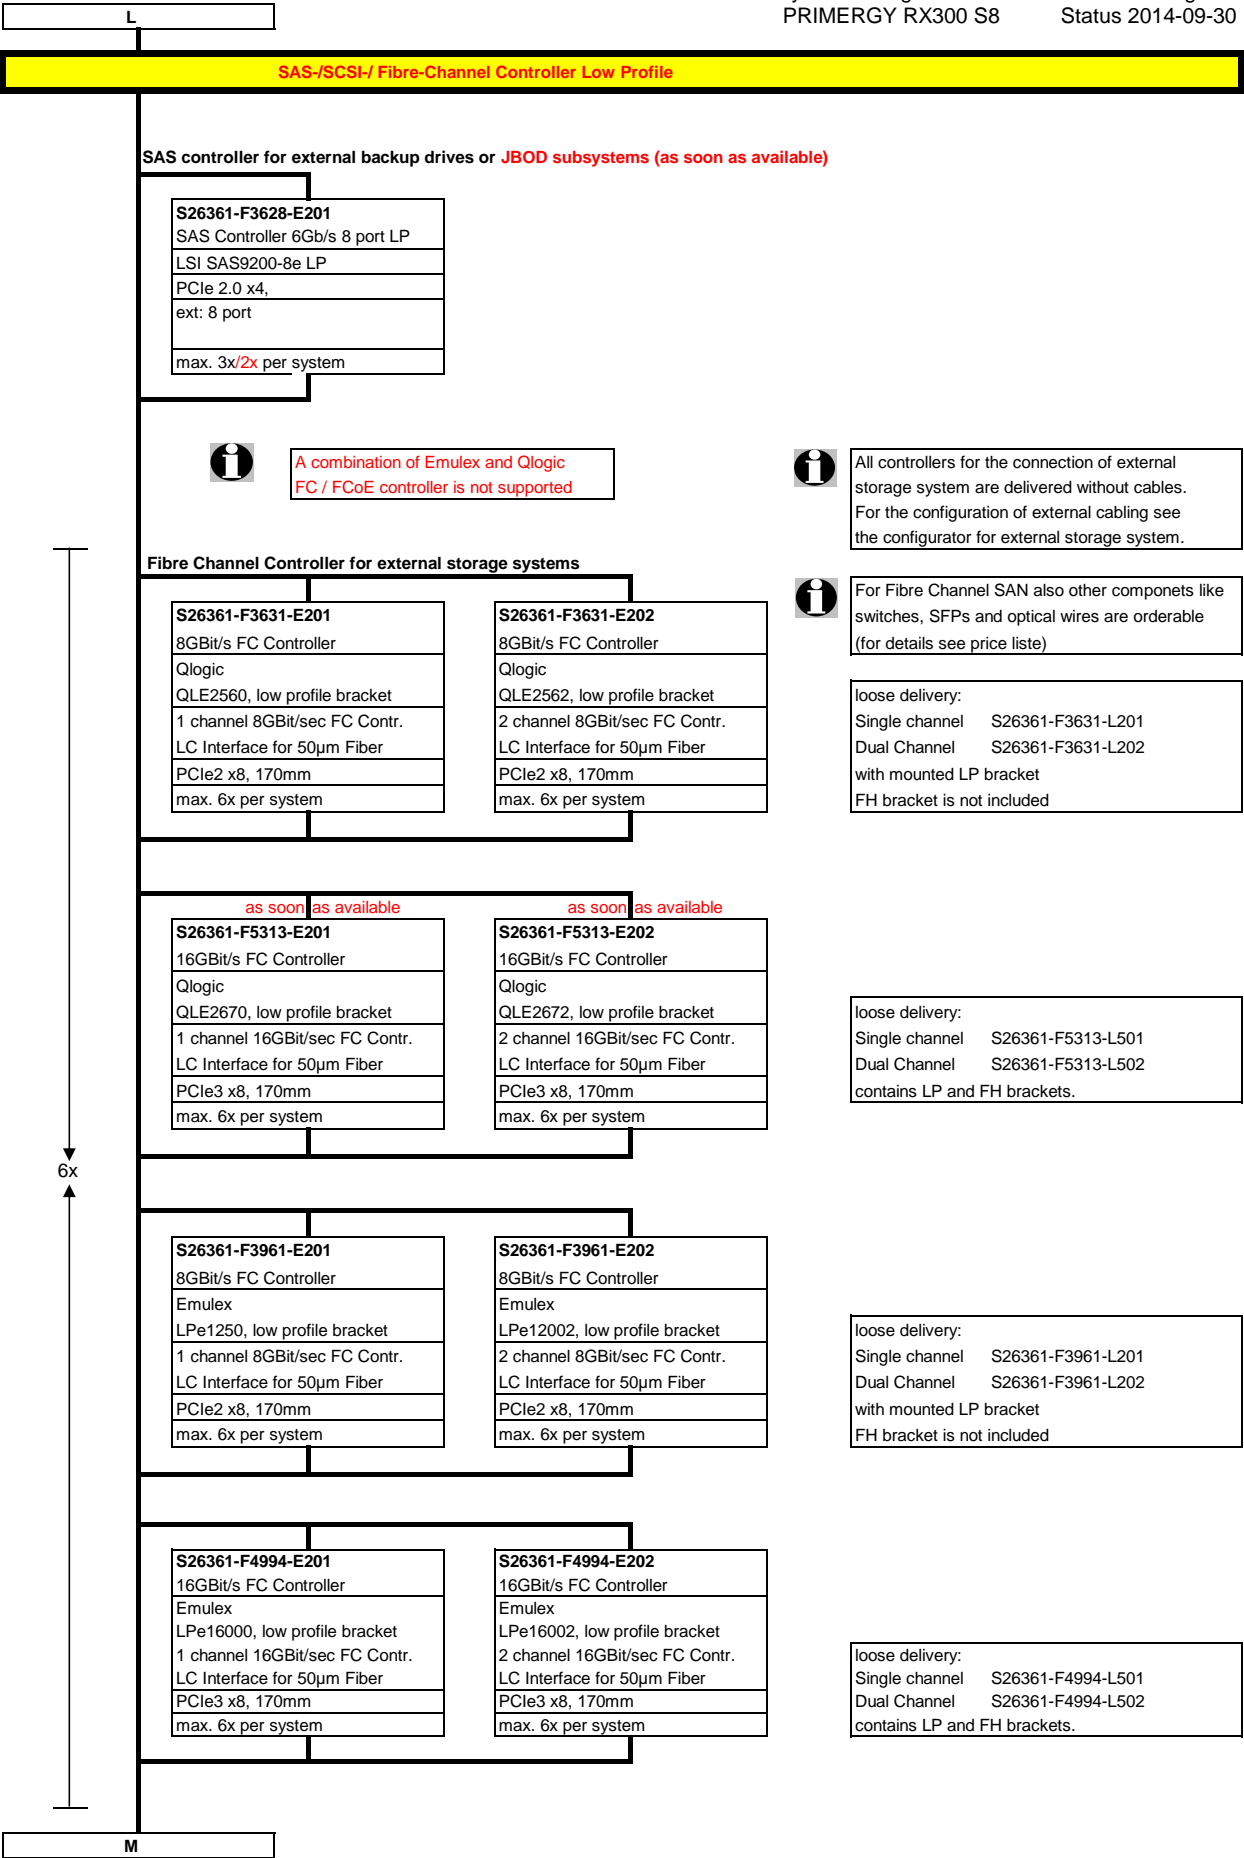 L
PRIMERGY RX300 S8 Status 2014-09-30
SAS-/SCSI-/ Fibre-Channel Controller Low Profile
SAS controller for external backup drives or JBOD subsystems (as soon as available)
S26361-F3628-E201
SAS Controller 6Gb/s 8 port LP
LSI SAS9200-8e LP
PCIe 2.0 x4,
ext: 8 port
max. 3x/2x per system
A combination of Emulex and Qlogic
FC / FCoE controller is not supported
All controllers for the connection of external
storage system are delivered without cables.
For the configuration of external cabling see
the configurator for external storage system.
Fibre Channel Controller for external storage systems
S26361-F3631-E201
8GBit/s FC Controller
Qlogic
QLE2560, low profile bracket
1 channel 8GBit/sec FC Contr.
LC Interface for 50µm Fiber
PCIe2 x8, 170mm
max. 6x per system
S26361-F3631-E202
8GBit/s FC Controller
Qlogic
QLE2562, low profile bracket
2 channel 8GBit/sec FC Contr.
LC Interface for 50µm Fiber
PCIe2 x8, 170mm
max. 6x per system
For Fibre Channel SAN also other componets like
switches, SFPs and optical wires are orderable
(for details see price liste)
loose delivery:
Single channel S26361-F3631-L201
Dual Channel S26361-F3631-L202
with mounted LP bracket
FH bracket is not included
as soon as available
S26361-F5313-E201
16GBit/s FC Controller
Qlogic
QLE2670, low profile bracket
1 channel 16GBit/sec FC Contr.
LC Interface for 50µm Fiber
PCIe3 x8, 170mm
max. 6x per system
as soon as available
S26361-F5313-E202
16GBit/s FC Controller
Qlogic
QLE2672, low profile bracket
2 channel 16GBit/sec FC Contr.
LC Interface for 50µm Fiber
PCIe3 x8, 170mm
max. 6x per system
loose delivery:
Single channel S26361-F5313-L501
Dual Channel S26361-F5313-L502
contains LP and FH brackets.
6x
S26361-F3961-E201
8GBit/s FC Controller
Emulex
LPe1250, low profile bracket
1 channel 8GBit/sec FC Contr.
LC Interface for 50µm Fiber
PCIe2 x8, 170mm
max. 6x per system
S26361-F3961-E202
8GBit/s FC Controller
Emulex
LPe12002, low profile bracket
2 channel 8GBit/sec FC Contr.
LC Interface for 50µm Fiber
PCIe2 x8, 170mm
max. 6x per system
loose delivery:
Single channel S26361-F3961-L201
Dual Channel S26361-F3961-L202
with mounted LP bracket
FH bracket is not included
S26361-F4994-E201
16GBit/s FC Controller
Emulex
LPe16000, low profile bracket
1 channel 16GBit/sec FC Contr.
LC Interface for 50µm Fiber
PCIe3 x8, 170mm
max. 6x per system
S26361-F4994-E202
16GBit/s FC Controller
Emulex
LPe16002, low profile bracket
2 channel 16GBit/sec FC Contr.
LC Interface for 50µm Fiber
PCIe3 x8, 170mm
max. 6x per system
loose delivery:
Single channel S26361-F4994-L501
Dual Channel S26361-F4994-L502
contains LP and FH brackets.
M